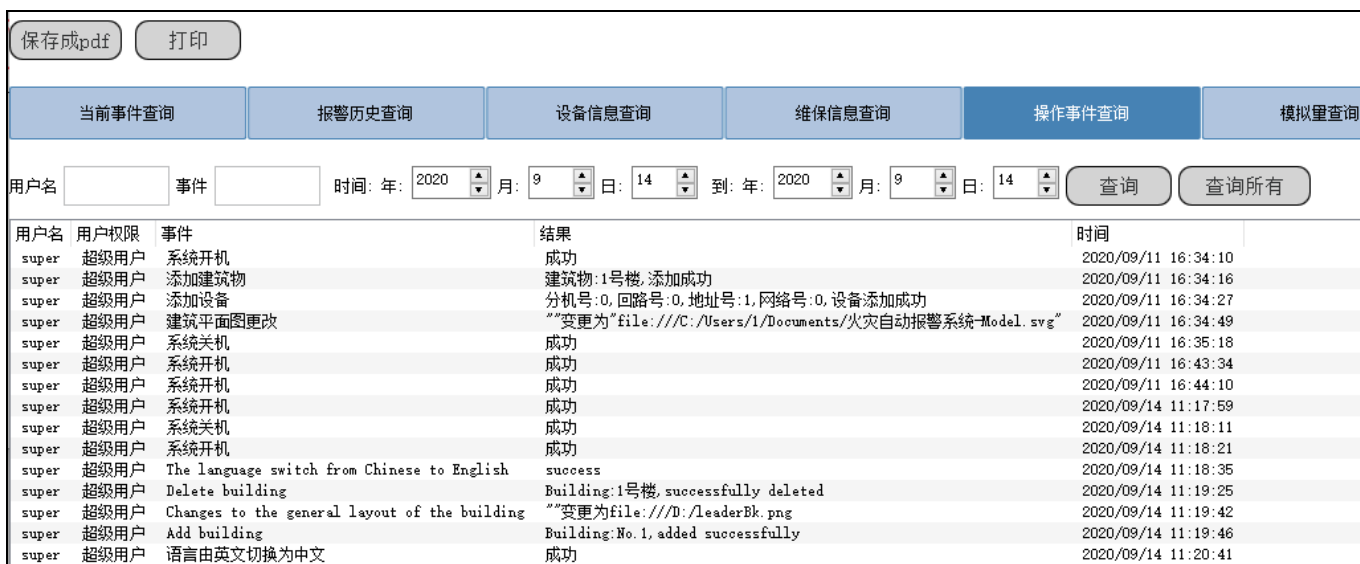 保存成pdf 打印
当前事件查询 报警历史查询 设备信息查询 维保信息查询 操作事件查询 模拟量查询
用户名 事件 时间: 年: 2020 月: 9 日: 14 到: 年: 2020 月: 9 日: 14 查询 查询所有
用户名 用户权限 事件 结果 时间
super 超级用户 系统开机 成功 2020/09/11 16:34:10
super 超级用户 添加建筑物 建筑物:1号楼,添加成功 2020/09/11 16:34:16
super 超级用户 添加设备 分机号:0,回路号:0,地址号:1,网络号:0,设备添加成功 2020/09/11 16:34:27
super 超级用户 建筑平面图更改 ""变更为"file:///C:/Users/1/Documents/火灾自动报警系统-Model.svg" 2020/09/11 16:34:49
super 超级用户 系统关机 成功 2020/09/11 16:35:18
super 超级用户 系统开机 成功 2020/09/11 16:43:34
super 超级用户 系统开机 成功 2020/09/11 16:44:10
super 超级用户 系统开机 成功 2020/09/14 11:17:59
super 超级用户 系统关机 成功 2020/09/14 11:18:11
super 超级用户 系统开机 成功 2020/09/14 11:18:21
super 超级用户 The language switch from Chinese to English success 2020/09/14 11:18:35
super 超级用户 Delete building Building:1号楼,successfully deleted 2020/09/14 11:19:25
super 超级用户 Changes to the general layout of the building ""变更为file:///D:/leaderBk.png 2020/09/14 11:19:42
super 超级用户 Add building Building:No.1,added successfully 2020/09/14 11:19:46
super 超级用户 语言由英文切换为中文 成功 2020/09/14 11:20:41